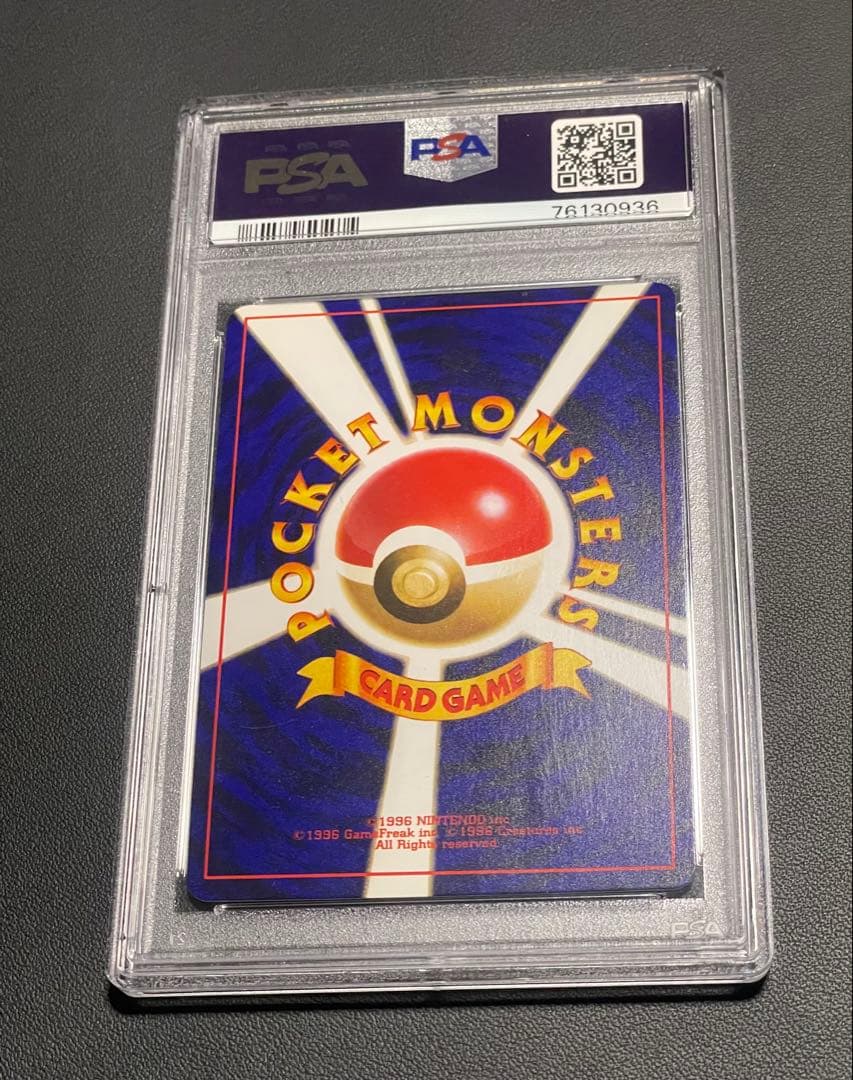 PSA
PSA
76130936
POCKET MONSTERS
CARD GAME
©1996 NINTENDO inc
©1996 GameFreak inc ©1996 Creatures inc
All Rights reserved
PSA